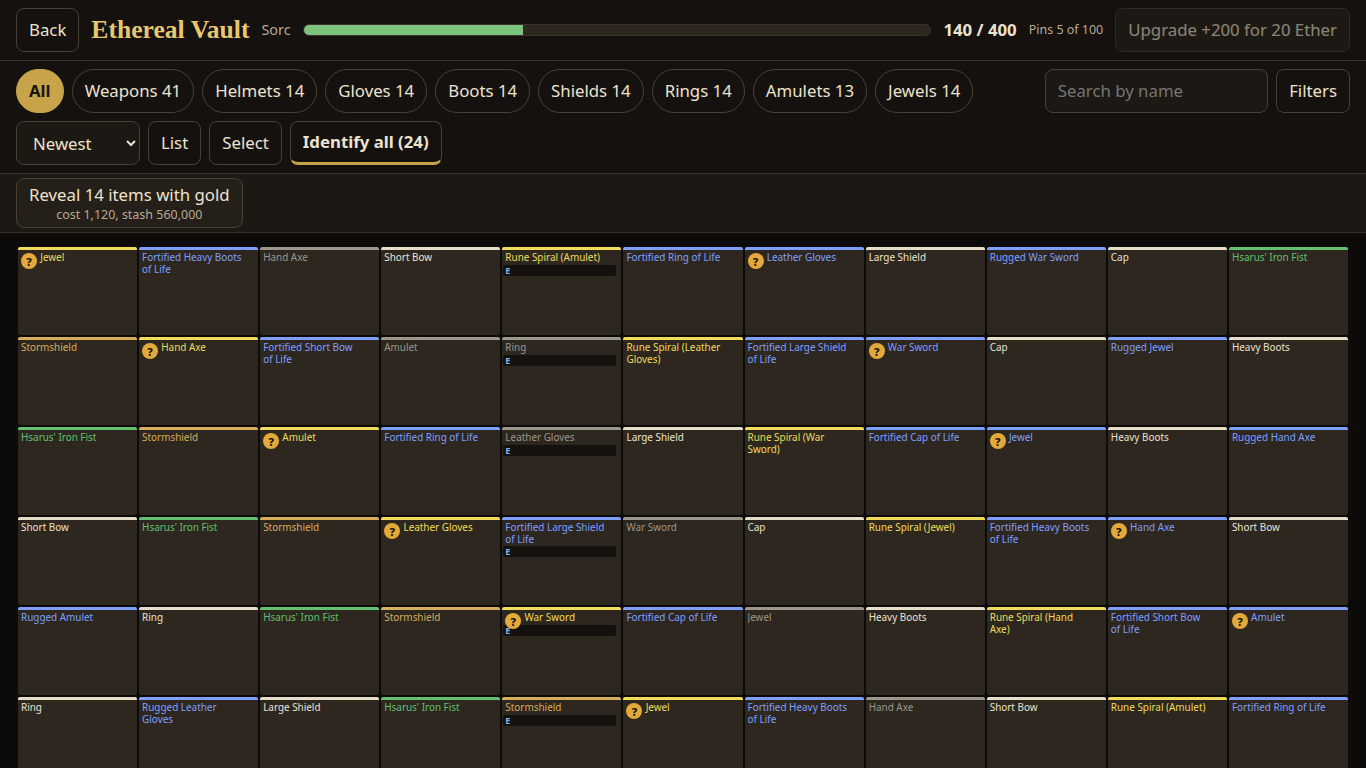 Back
Ethereal Vault
Sorc
140 / 400
Pins 5 of 100
Upgrade +200 for 20 Ether
All
Weapons 41
Helmets 14
Gloves 14
Boots 14
Shields 14
Rings 14
Amulets 13
Jewels 14
Search by name
Filters
Newest
List
Select
Identify all (24)
Reveal 14 items with gold
cost 1,120, stash 560,000
? Jewel
Fortified Heavy Boots
of Life
Hand Axe
Short Bow
Rune Spiral (Amulet)
E
Fortified Ring of Life
? Leather Gloves
Large Shield
Rugged War Sword
Cap
Hsarus' Iron Fist
Stormshield
? Hand Axe
Fortified Short Bow
of Life
Amulet
Ring
E
Rune Spiral (Leather
Gloves)
Fortified Large Shield
of Life
? War Sword
Cap
Rugged Jewel
Heavy Boots
Hsarus' Iron Fist
Stormshield
? Amulet
Fortified Ring of Life
Leather Gloves
E
Large Shield
Rune Spiral (War
Sword)
Fortified Cap of Life
? Jewel
Heavy Boots
Rugged Hand Axe
Short Bow
Hsarus' Iron Fist
Stormshield
? Leather Gloves
Fortified Large Shield
of Life
E
War Sword
Cap
Rune Spiral (Jewel)
Fortified Heavy Boots
of Life
? Hand Axe
Short Bow
Rugged Amulet
Ring
Hsarus' Iron Fist
Stormshield
? War Sword
E
Fortified Cap of Life
Jewel
Heavy Boots
Rune Spiral (Hand
Axe)
Fortified Short Bow
of Life
? Amulet
Ring
Rugged Leather
Gloves
Large Shield
Hsarus' Iron Fist
Stormshield
E
? Jewel
Fortified Heavy Boots
of Life
Hand Axe
Short Bow
Rune Spiral (Amulet)
Fortified Ring of Life